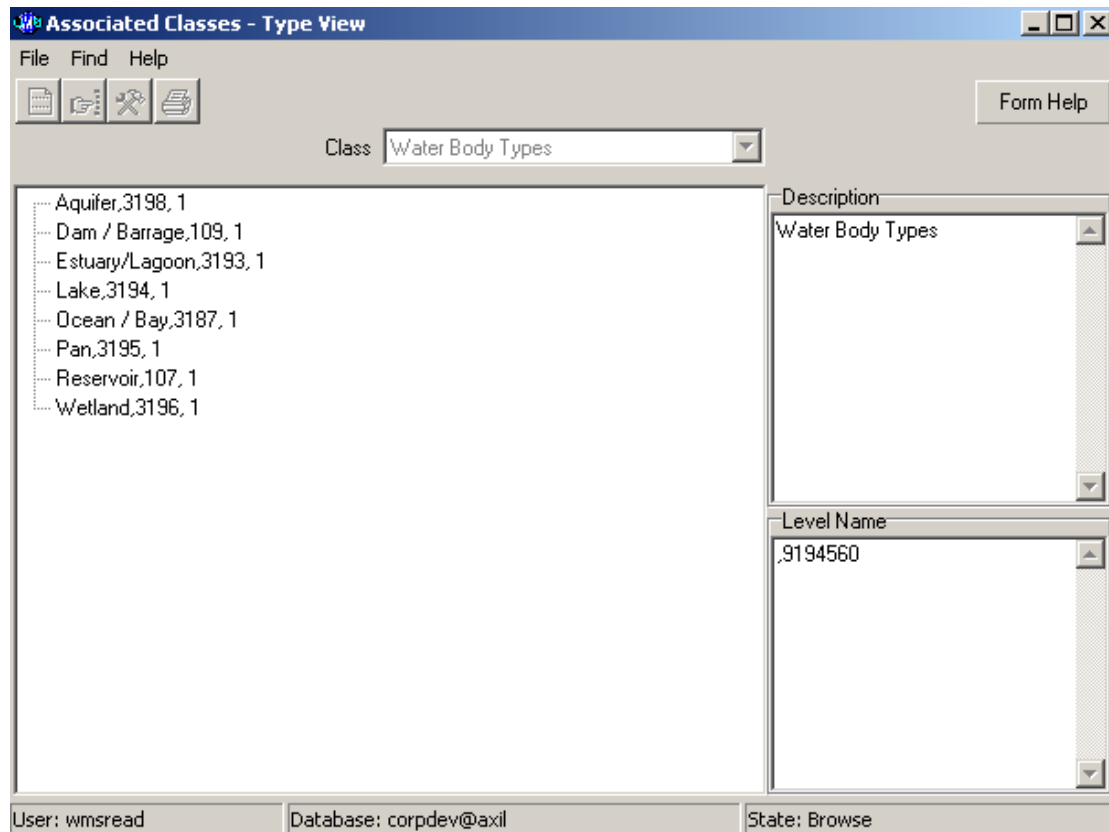 Associated Classes - Type View
File Find Help
Form Help
Class Water Body Types
Aquifer,3198, 1
Dam / Barrage,109, 1
Estuary/Lagoon,3193, 1
Lake,3194, 1
Ocean / Bay,3187, 1
Pan,3195, 1
Reservoir,107, 1
Wetland,3196, 1
Description
Water Body Types
Level Name
,9194560
User: wmsread Database: corpdev@axil State: Browse